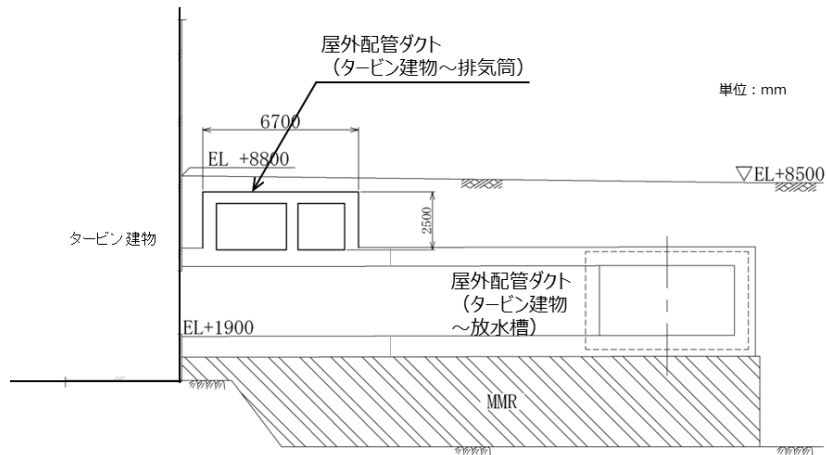 屋外配管ダクト
（タービン建物～排気筒）
単位：mm
6700
EL +8800
▽EL+8500
2500
タービン建物
屋外配管ダクト
（タービン建物
～放水槽）
EL+1900
MMR